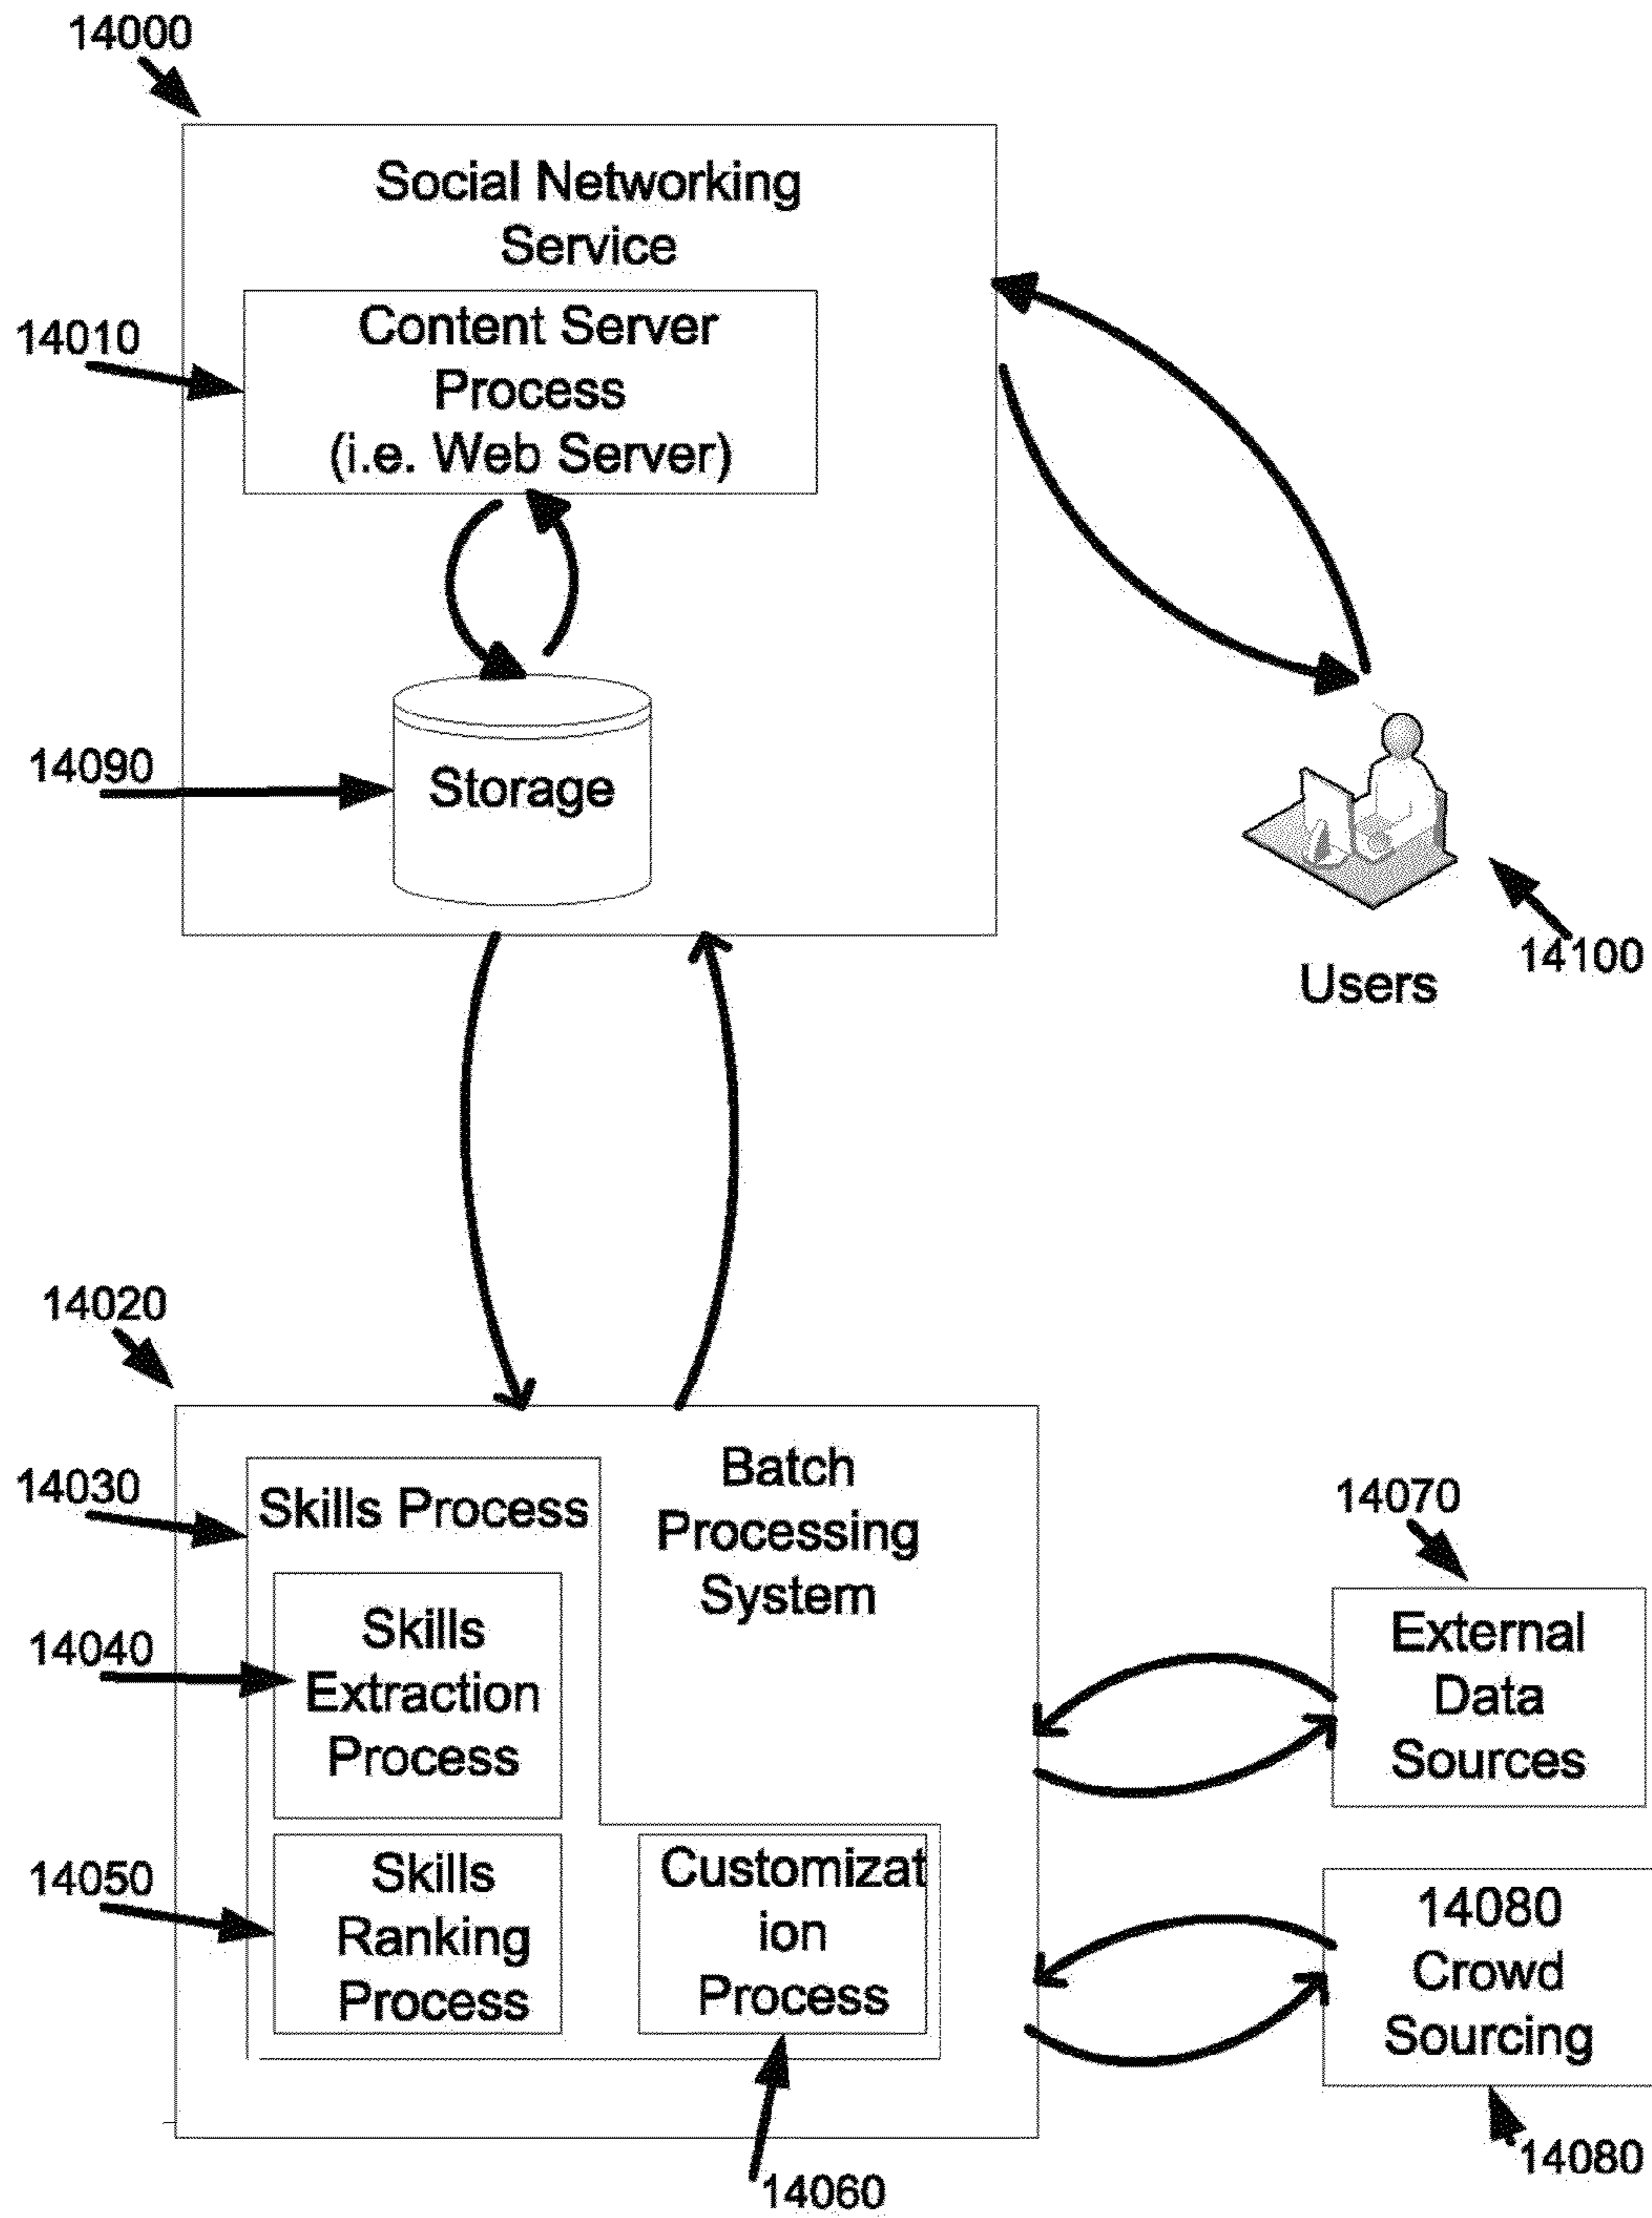 14000
Social Networking
Service
14010
Content Server
Process
(i.e. Web Server)
14090
Storage
14100
Users
14020
14030
Skills Process
Batch
Processing
System
14040
Skills
Extraction
Process
14050
Skills
Ranking
Process
Customizat
ion
Process
14060
14070
External
Data
Sources
14080
Crowd
Sourcing
14080